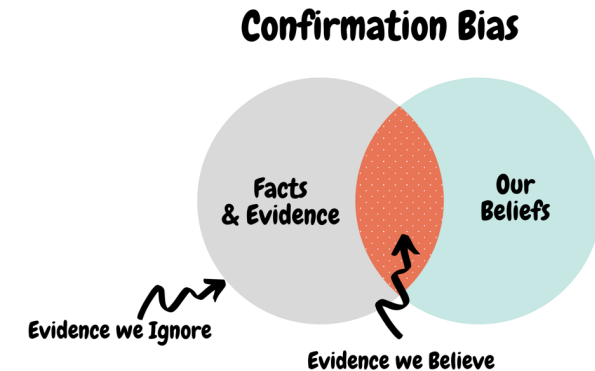 Confirmation Bias
Facts
& Evidence
Our
Beliefs
Evidence we Ignore
Evidence we Believe